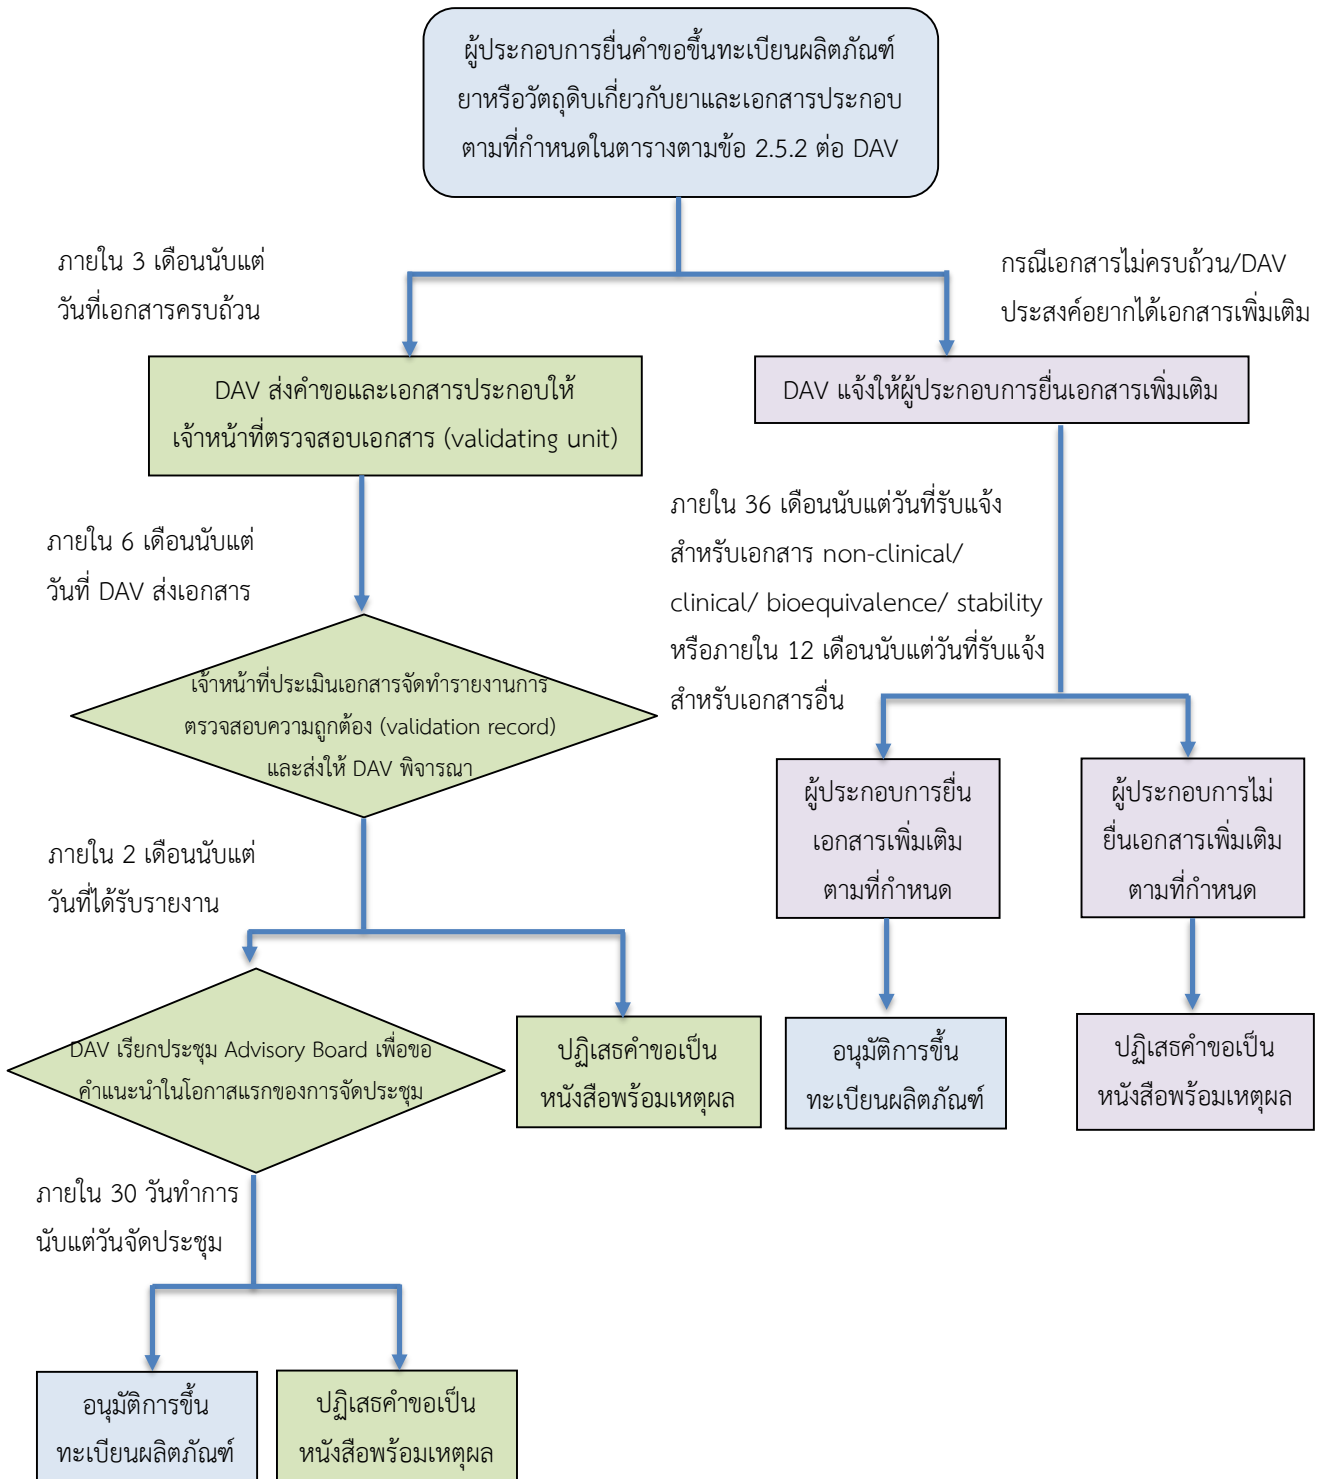 ผู้ประกอบการยื่นคำขอขึ้นทะเบียนผลิตภัณฑ์
ยาหรือวัตถุดิบเกี่ยวกับยาและเอกสารประกอบ
ตามที่กำหนดในตารางตามข้อ 2.5.2 ต่อ DAV
ภายใน 3 เดือนนับแต่
วันที่เอกสารครบถ้วน
กรณีเอกสารไม่ครบถ้วน/DAV
ประสงค์อยากได้เอกสารเพิ่มเติม
DAV ส่งคำขอและเอกสารประกอบให้
เจ้าหน้าที่ตรวจสอบเอกสาร (validating unit)
DAV แจ้งให้ผู้ประกอบการยื่นเอกสารเพิ่มเติม
ภายใน 6 เดือนนับแต่
วันที่ DAV ส่งเอกสาร
ภายใน 36 เดือนนับแต่วันที่รับแจ้ง
สำหรับเอกสาร non-clinical/
clinical/ bioequivalence/ stability
หรือภายใน 12 เดือนนับแต่วันที่รับแจ้ง
สำหรับเอกสารอื่น
เจ้าหน้าที่ประเมินเอกสารจัดทำรายงานการ
ตรวจสอบความถูกต้อง (validation record)
และส่งให้ DAV พิจารณา
ผู้ประกอบการยื่น
เอกสารเพิ่มเติม
ตามที่กำหนด
ผู้ประกอบการไม่
ยื่นเอกสารเพิ่มเติม
ตามที่กำหนด
ภายใน 2 เดือนนับแต่
วันที่ได้รับรายงาน
DAV เรียกประชุม Advisory Board เพื่อขอ
คำแนะนำในโอกาสแรกของการจัดประชุม
ปฏิเสธคำขอเป็น
หนังสือพร้อมเหตุผล
อนุมัติการขึ้น
ทะเบียนผลิตภัณฑ์
ปฏิเสธคำขอเป็น
หนังสือพร้อมเหตุผล
ภายใน 30 วันทำการ
นับแต่วันจัดประชุม
อนุมัติการขึ้น
ทะเบียนผลิตภัณฑ์
ปฏิเสธคำขอเป็น
หนังสือพร้อมเหตุผล